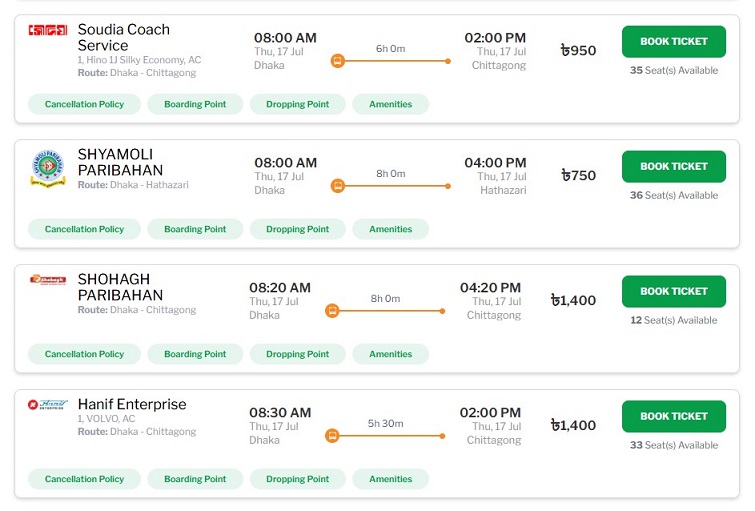 Soudia Coach Service
1, Hino 1J Silky Economy, AC
Route: Dhaka - Chittagong
08:00 AM
Thu, 17 Jul
Dhaka
6h 0m
02:00 PM
Thu, 17 Jul
Chittagong
৳950
BOOK TICKET
35 Seat(s) Available
Cancellation Policy
Boarding Point
Dropping Point
Amenities
SHYAMOLI PARIBAHAN
Route: Dhaka - Hathazari
08:00 AM
Thu, 17 Jul
Dhaka
8h 0m
04:00 PM
Thu, 17 Jul
Hathazari
৳750
BOOK TICKET
36 Seat(s) Available
Cancellation Policy
Boarding Point
Dropping Point
Amenities
Shohagh
SHOHAGH PARIBAHAN
Route: Dhaka - Chittagong
08:20 AM
Thu, 17 Jul
Dhaka
8h 0m
04:20 PM
Thu, 17 Jul
Chittagong
৳1,400
BOOK TICKET
12 Seat(s) Available
Cancellation Policy
Boarding Point
Dropping Point
Amenities
Hanif Enterprise
1, VOLVO, AC
Route: Dhaka - Chittagong
08:30 AM
Thu, 17 Jul
Dhaka
5h 30m
02:00 PM
Thu, 17 Jul
Chittagong
৳1,400
BOOK TICKET
33 Seat(s) Available
Cancellation Policy
Boarding Point
Dropping Point
Amenities